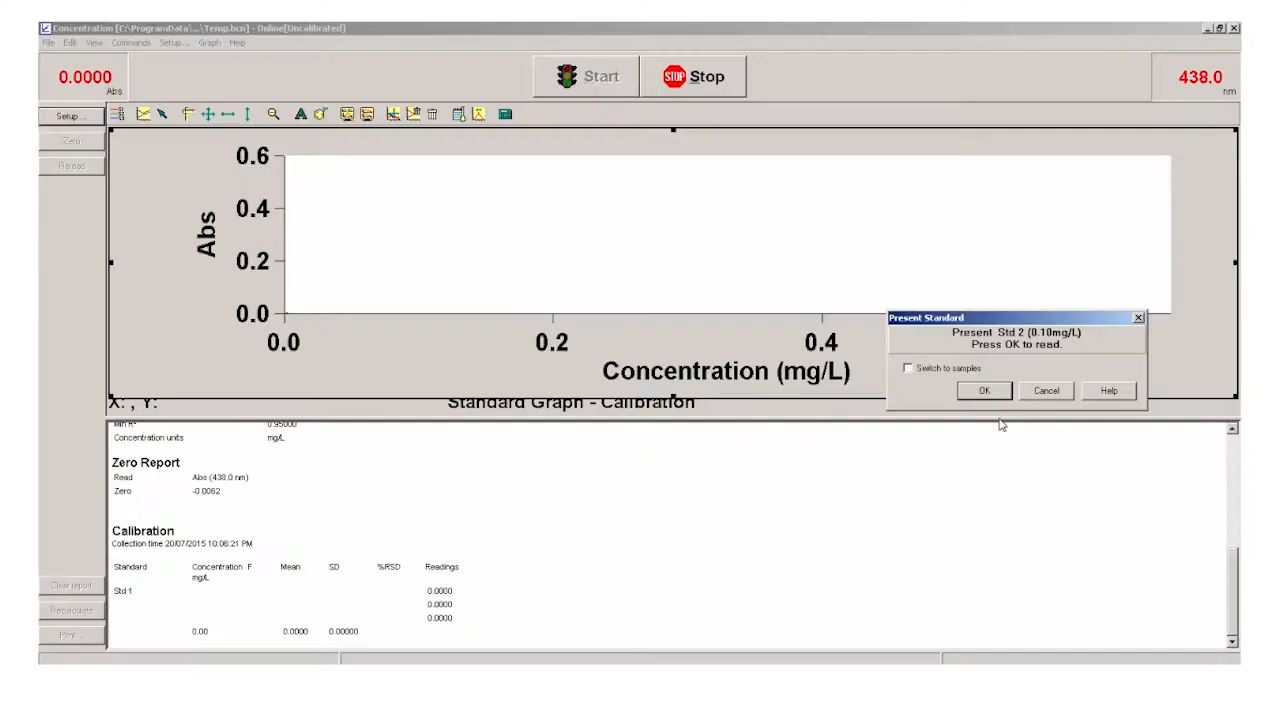 Concentration [C:\ProgramData\...\Temp.bcn] - Online[Uncalibrated]
File Edit View Commands Setup... Graph Help
0.0000
Abs
Start
STOP Stop
438.0
nm
Setup...
Zero
Reread
0.6
0.4
0.2
0.0
Abs
0.0 0.2 0.4
Concentration (mg/L)
X: , Y:
Standard Graph - Calibration
Present Standard
Present Std 2 (0.10mg/L)
Press OK to read.
Switch to samples
OK Cancel Help
Min R² 0.95000
Concentration units mg/L
Zero Report
Read Abs (438.0 nm)
Zero -0.0062
Calibration
Collection time 20/07/2015 10:06:21 PM
Standard Concentration F Mean SD %RSD Readings
mg/L
Std 1 0.0000
0.0000
0.0000
0.00 0.0000 0.00000
Clear report
Recalculate
Print...